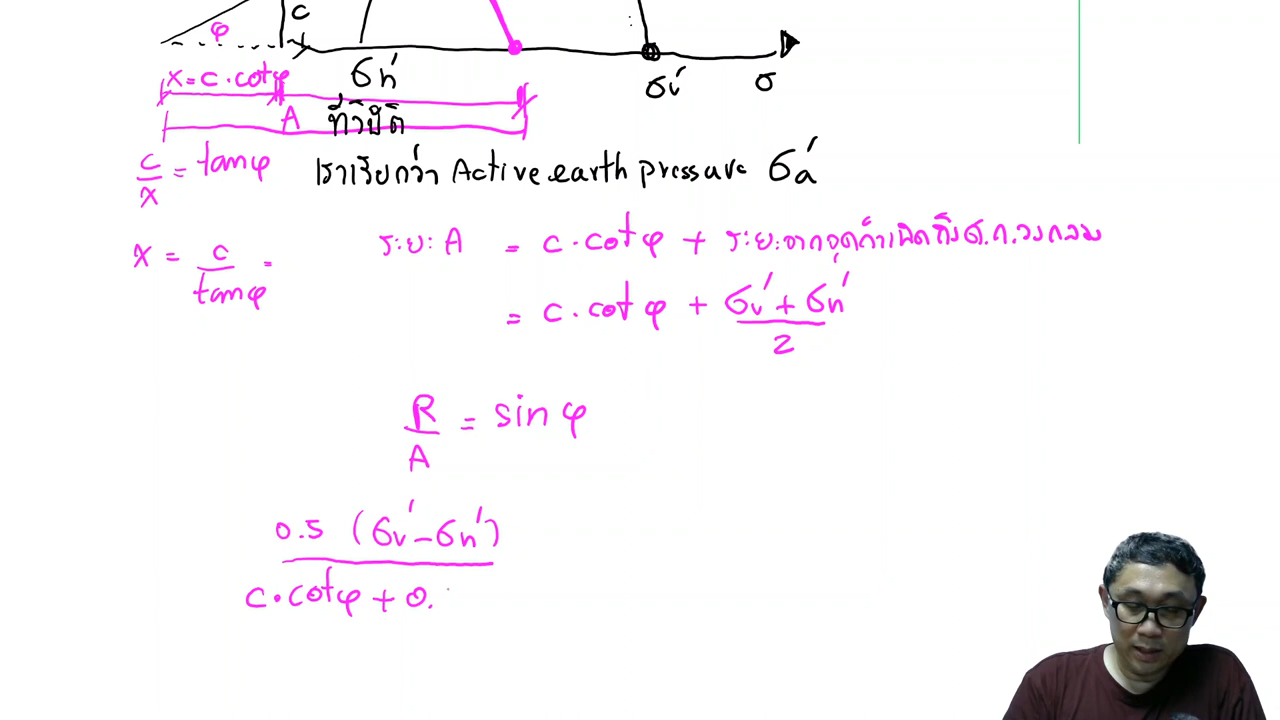 φ c
x = c·cotφ σh' σv' σ
A ที่วิบัติ
c/x = tanφ เราเรียกว่า Active earth pressure σa'
ระยะ A = c·cotφ + ระยะจากจุดกำเนิดถึงศ.ก.วงกลม
x = c/tanφ =
= c·cotφ + (σv' + σh')/2
R/A = sin φ
0.5 (σv' - σh')
c·cotφ + 0.